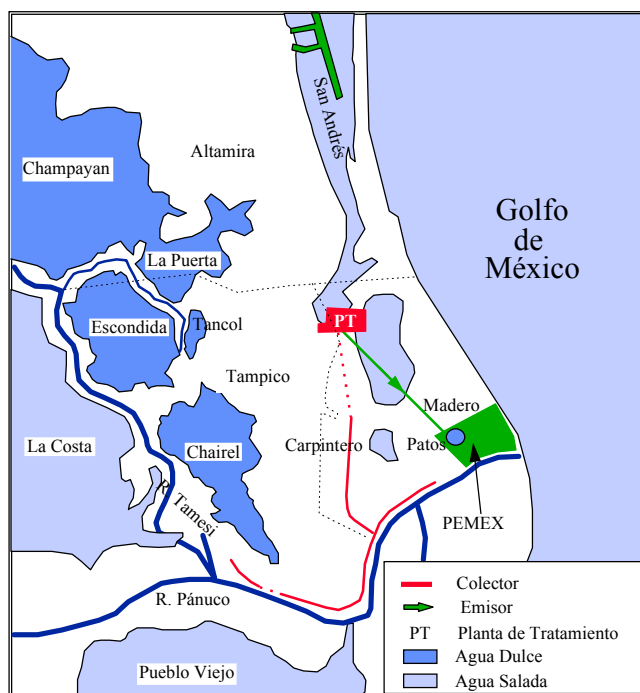 San Andrés
Altamira
Champayan
Golfo
de
México
La Puerta
Escondida
Tancol
PT
Tampico
Madero
La Costa
Chairel
Carpintero
Patos
R. Tamesi
PEMEX
R. Pánuco
Pueblo Viejo
Colector
Emisor
PT Planta de Tratamiento
Agua Dulce
Agua Salada